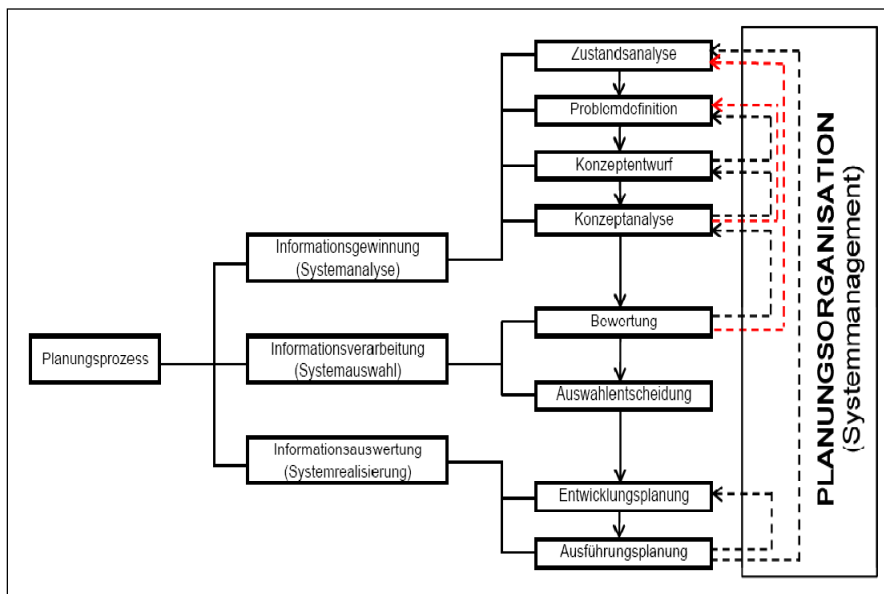 Zustandsanalyse
Problemdefinition
Konzeptentwurf
Konzeptanalyse
Informationsgewinnung
(Systemanalyse)
Bewertung
Planungsprozess
Informationsverarbeitung
(Systemauswahl)
Auswahlentscheidung
Informationsauswertung
(Systemrealisierung)
Entwicklungsplanung
Ausführungsplanung
PLANUNGSORGANISATION
(Systemmanagement)